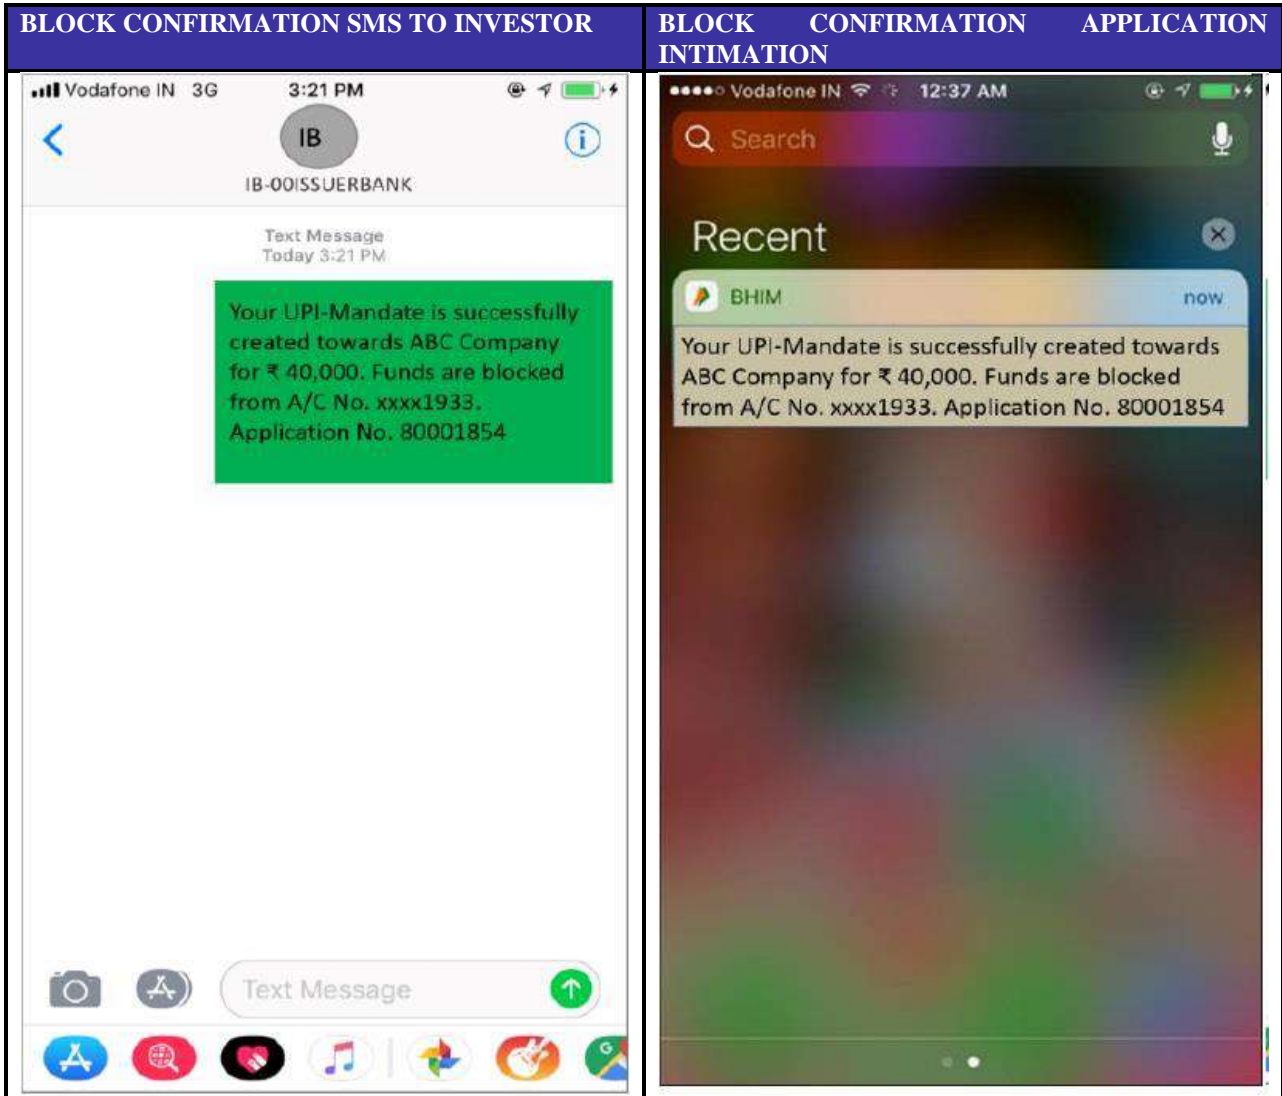 BLOCK CONFIRMATION SMS TO INVESTOR
BLOCK CONFIRMATION APPLICATION
INTIMATION
Vodafone IN 3G 3:21 PM
IB
IB-00ISSUERBANK
Text Message
Today 3:21 PM
Your UPI-Mandate is successfully
created towards ABC Company
for ₹ 40,000. Funds are blocked
from A/C No. xxxx1933.
Application No. 80001854
Text Message
Vodafone IN 12:37 AM
Search
Recent
BHIM now
Your UPI-Mandate is successfully created towards
ABC Company for ₹ 40,000. Funds are blocked
from A/C No. xxxx1933. Application No. 80001854